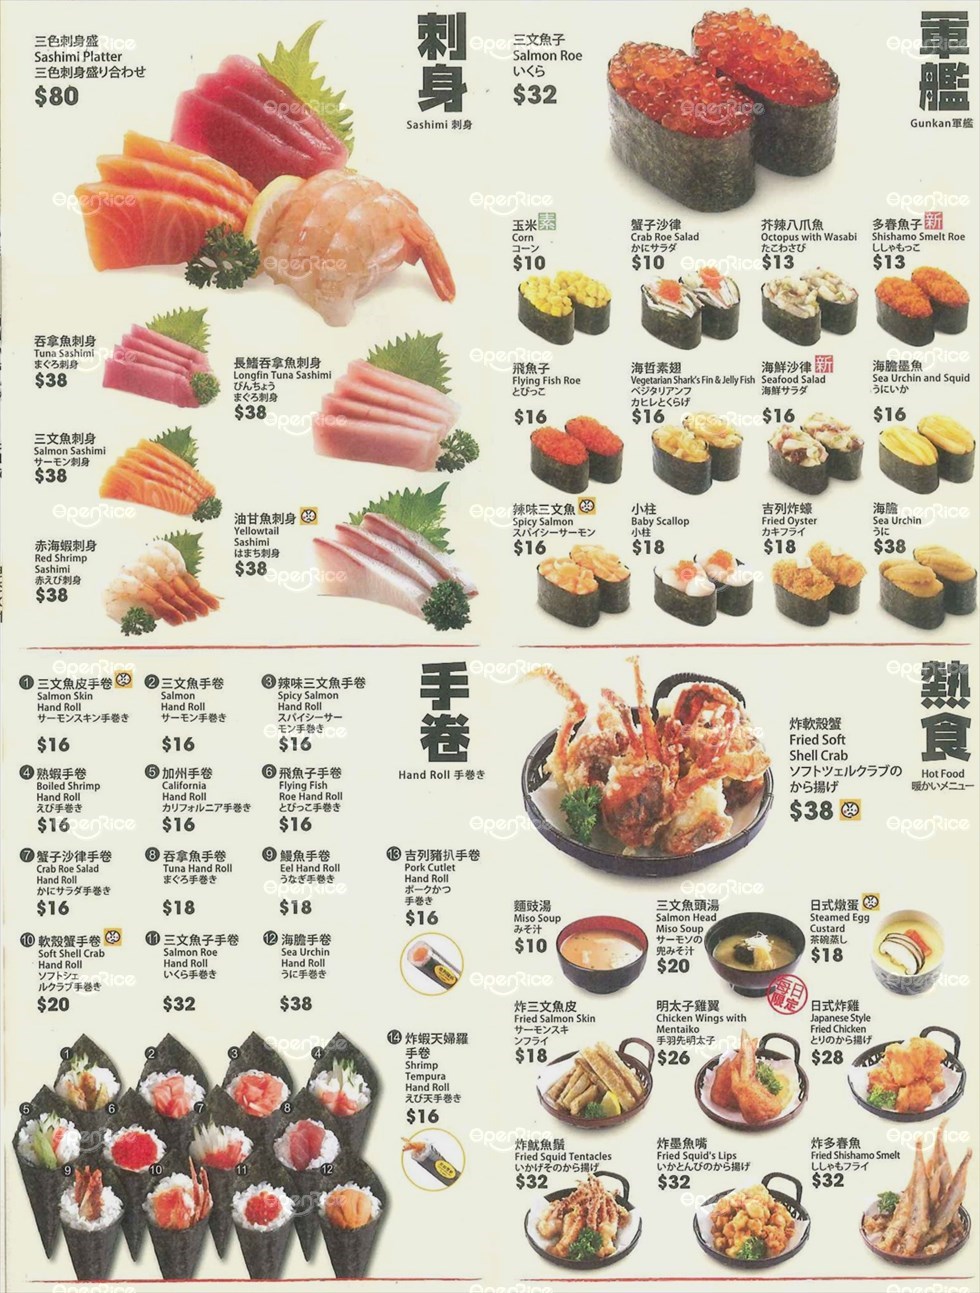 刺身
Sashimi 刺身
三色刺身盛
Sashimi Platter
三色刺身盛り合わせ
$80
吞拿魚刺身
Tuna Sashimi
まぐろ刺身
$38
長鰭吞拿魚刺身
Longfin Tuna Sashimi
びんちょう
まぐろ刺身
$38
三文魚刺身
Salmon Sashimi
サーモン刺身
$38
油甘魚刺身
Yellowtail
Sashimi
はまち刺身
$38
赤海蝦刺身
Red Shrimp
Sashimi
赤えび刺身
$38
軍艦
Gunkan軍艦
三文魚子
Salmon Roe
いくら
$32
玉米 素
Corn
コーン
$10
蟹子沙律
Crab Roe Salad
かにサラダ
$10
芥辣八爪魚
Octopus with Wasabi
たこわさび
$13
多春魚子 新
Shishamo Smelt Roe
ししゃもっこ
$13
飛魚子
Flying Fish Roe
とびっこ
$16
海哲素翅
Vegetarian Shark's Fin & Jelly Fish
ベジタリアンフ
カヒレとくらげ
$16
海鮮沙律 新
Seafood Salad
海鮮サラダ
$16
海膽墨魚
Sea Urchin and Squid
うにいか
$16
辣味三文魚
Spicy Salmon
スパイシーサーモン
$16
小柱
Baby Scallop
小柱
$18
吉列炸蠔
Fried Oyster
カキフライ
$18
海膽
Sea Urchin
うに
$38
手卷
Hand Roll 手巻き
1 三文魚皮手卷
Salmon Skin
Hand Roll
サーモンスキン手巻き
$16
2 三文魚手卷
Salmon
Hand Roll
サーモン手巻き
$16
3 辣味三文魚手卷
Spicy Salmon
Hand Roll
スパイシーサー
モン手巻き
$16
4 熟蝦手卷
Boiled Shrimp
Hand Roll
えび手巻き
$16
5 加州手卷
California
Hand Roll
カリフォルニア手巻き
$16
6 飛魚子手卷
Flying Fish
Roe Hand Roll
とびっこ手巻き
$16
7 蟹子沙律手卷
Crab Roe Salad
Hand Roll
かにサラダ手巻き
$16
8 吞拿魚手卷
Tuna Hand Roll
まぐろ手巻き
$18
9 鰻魚手卷
Eel Hand Roll
うなぎ手巻き
$18
10 軟殼蟹手卷
Soft Shell Crab
Hand Roll
ソフトシェ
ルクラブ手巻き
$20
11 三文魚子手卷
Salmon Roe
Hand Roll
いくら手巻き
$32
12 海膽手卷
Sea Urchin
Hand Roll
うに手巻き
$38
13 吉列豬扒手卷
Pork Cutlet
Hand Roll
ポークかつ
手巻き
$16
14 炸蝦天婦羅
手卷
Shrimp
Tempura
Hand Roll
えび天手巻き
$16
1
2
3
4
5
6
7
8
9
10
11
12
熱食
Hot Food
暖かいメニュー
炸軟殼蟹
Fried Soft
Shell Crab
ソフトツェルクラブの
から揚げ
$38
麵豉湯
Miso Soup
みそ汁
$10
三文魚頭湯
Salmon Head
Miso Soup
サーモンの
兜みそ汁
$20
每日限定
日式燉蛋
Steamed Egg
Custard
茶碗蒸し
$18
炸三文魚皮
Fried Salmon Skin
サーモンスキ
ンフライ
$18
明太子雞翼
Chicken Wings with
Mentaiko
手羽先明太子
$26
日式炸雞
Japanese Style
Fried Chicken
とりのから揚げ
$28
炸魷魚鬚
Fried Squid Tentacles
いかげそのから揚げ
$32
炸墨魚嘴
Fried Squid's Lips
いかとんびのから揚げ
$32
炸多春魚
Fried Shishamo Smelt
ししゃもフライ
$32
OpenRice